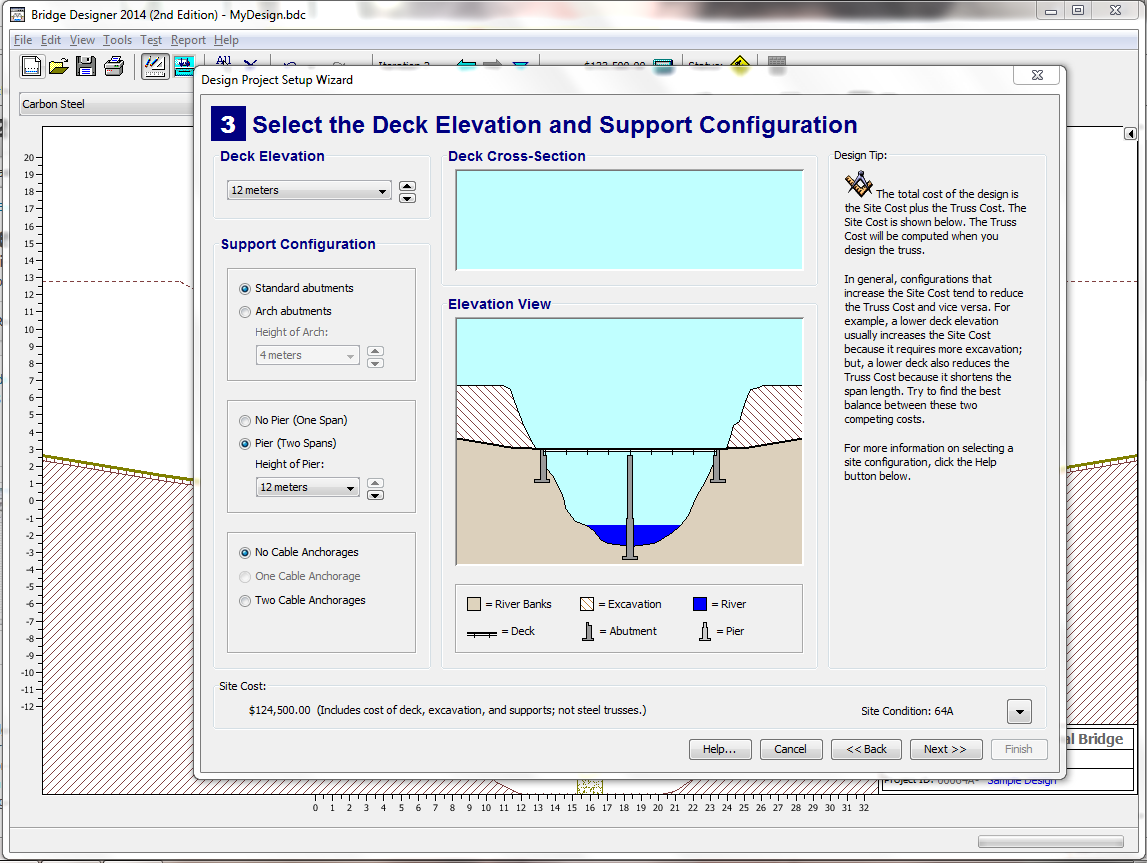 Bridge Designer 2014 (2nd Edition) - MyDesign.bdc
File Edit View Tools Test Report Help
Iteration 2 $123,500.00 Status:
Carbon Steel
Design Project Setup Wizard
3 Select the Deck Elevation and Support Configuration
Deck Elevation
12 meters
Support Configuration
Standard abutments
Arch abutments
Height of Arch:
4 meters
No Pier (One Span)
Pier (Two Spans)
Height of Pier:
12 meters
No Cable Anchorages
One Cable Anchorage
Two Cable Anchorages
Deck Cross-Section
Elevation View
= River Banks = Excavation = River
= Deck = Abutment = Pier
Design Tip:
The total cost of the design is
the Site Cost plus the Truss Cost. The
Site Cost is shown below. The Truss
Cost will be computed when you
design the truss.
In general, configurations that
increase the Site Cost tend to reduce
the Truss Cost and vice versa. For
example, a lower deck elevation
usually increases the Site Cost
because it requires more excavation;
but, a lower deck also reduces the
Truss Cost because it shortens the
span length. Try to find the best
balance between these two
competing costs.
For more information on selecting a
site configuration, click the Help
button below.
Site Cost:
$124,500.00 (Includes cost of deck, excavation, and supports; not steel trusses.)
Site Condition: 64A
Help... Cancel << Back Next >> Finish
20
19
18
17
16
15
14
13
12
11
10
9
8
7
6
5
4
3
2
1
0
-1
-2
-3
-4
-5
-6
-7
-8
-9
-10
-11
-12
0 1 2 3 4 5 6 7 8 9 10 11 12 13 14 15 16 17 18 19 20 21 22 23 24 25 26 27 28 29 30 31 32
al Bridge
Project ID: 00064A- Sample Design